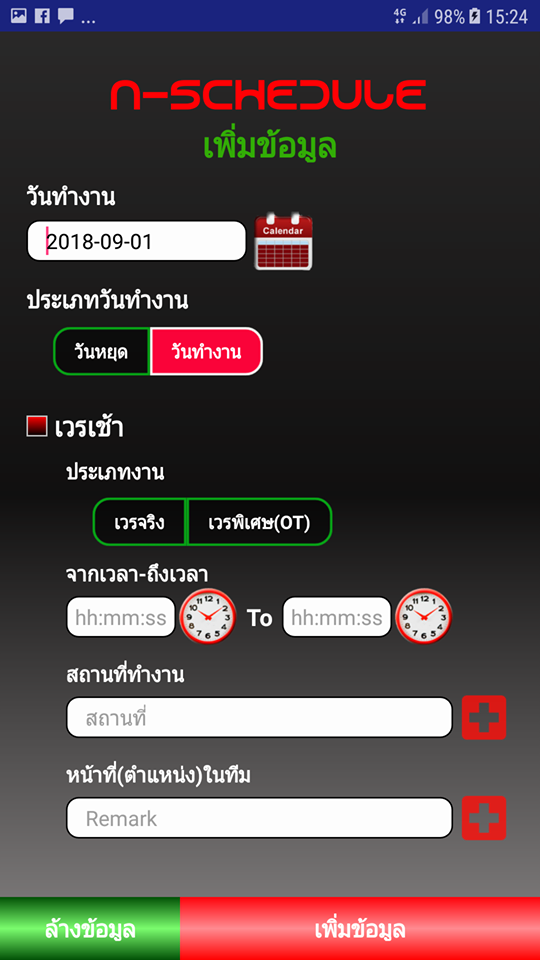 ... 4G 98% 15:24
N-SCHEDULE
เพิ่มข้อมูล
วันทำงาน
2018-09-01
Calendar
ประเภทวันทำงาน
วันหยุด วันทำงาน
เวรเช้า
ประเภทงาน
เวรจริง เวรพิเศษ(OT)
จากเวลา-ถึงเวลา
hh:mm:ss To hh:mm:ss
สถานที่ทำงาน
สถานที่
หน้าที่(ตำแหน่ง)ในทีม
Remark
ล้างข้อมูล เพิ่มข้อมูล